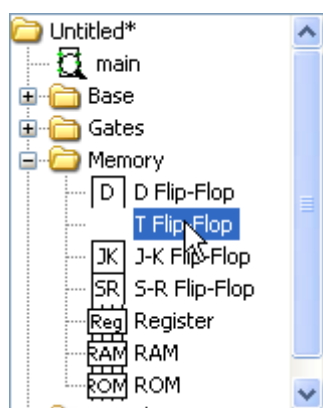 Untitled*
main
Base
Gates
Memory
D D Flip-Flop
T Flip-Flop
JK J-K Flip-Flop
SR S-R Flip-Flop
Reg Register
RAM RAM
ROM ROM